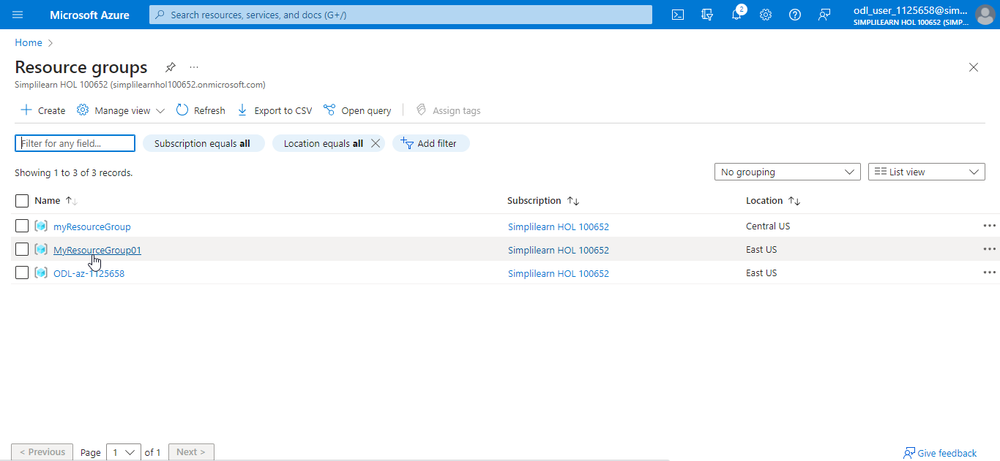 Microsoft Azure
Search resources, services, and docs (G+/)
2
odl_user_1125658@sim...
SIMPLILEARN HOL 100652 (SIMP...
Home
Resource groups
Simplilearn HOL 100652 (simplilearnhol100652.onmicrosoft.com)
Create Manage view Refresh Export to CSV Open query Assign tags
Filter for any field... Subscription equals all Location equals all Add filter
Showing 1 to 3 of 3 records. No grouping List view
Name Subscription Location
myResourceGroup Simplilearn HOL 100652 Central US
MyResourceGroup01 Simplilearn HOL 100652 East US
ODL-az-1125658 Simplilearn HOL 100652 East US
< Previous Page 1 of 1 Next > Give feedback